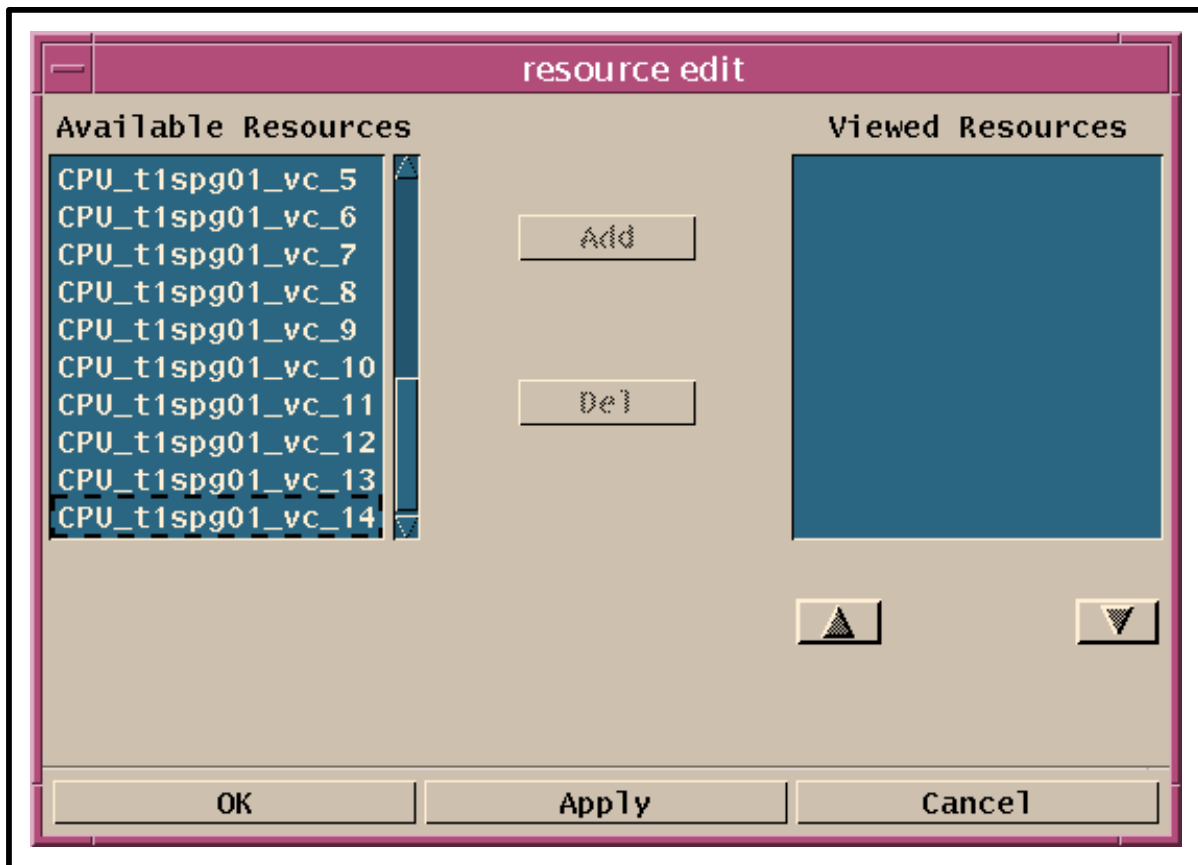 resource edit
Available Resources
Viewed Resources
CPU_t1spg01_vc_5
CPU_t1spg01_vc_6
CPU_t1spg01_vc_7
CPU_t1spg01_vc_8
CPU_t1spg01_vc_9
CPU_t1spg01_vc_10
CPU_t1spg01_vc_11
CPU_t1spg01_vc_12
CPU_t1spg01_vc_13
CPU_t1spg01_vc_14
Add
Del
OK
Apply
Cancel